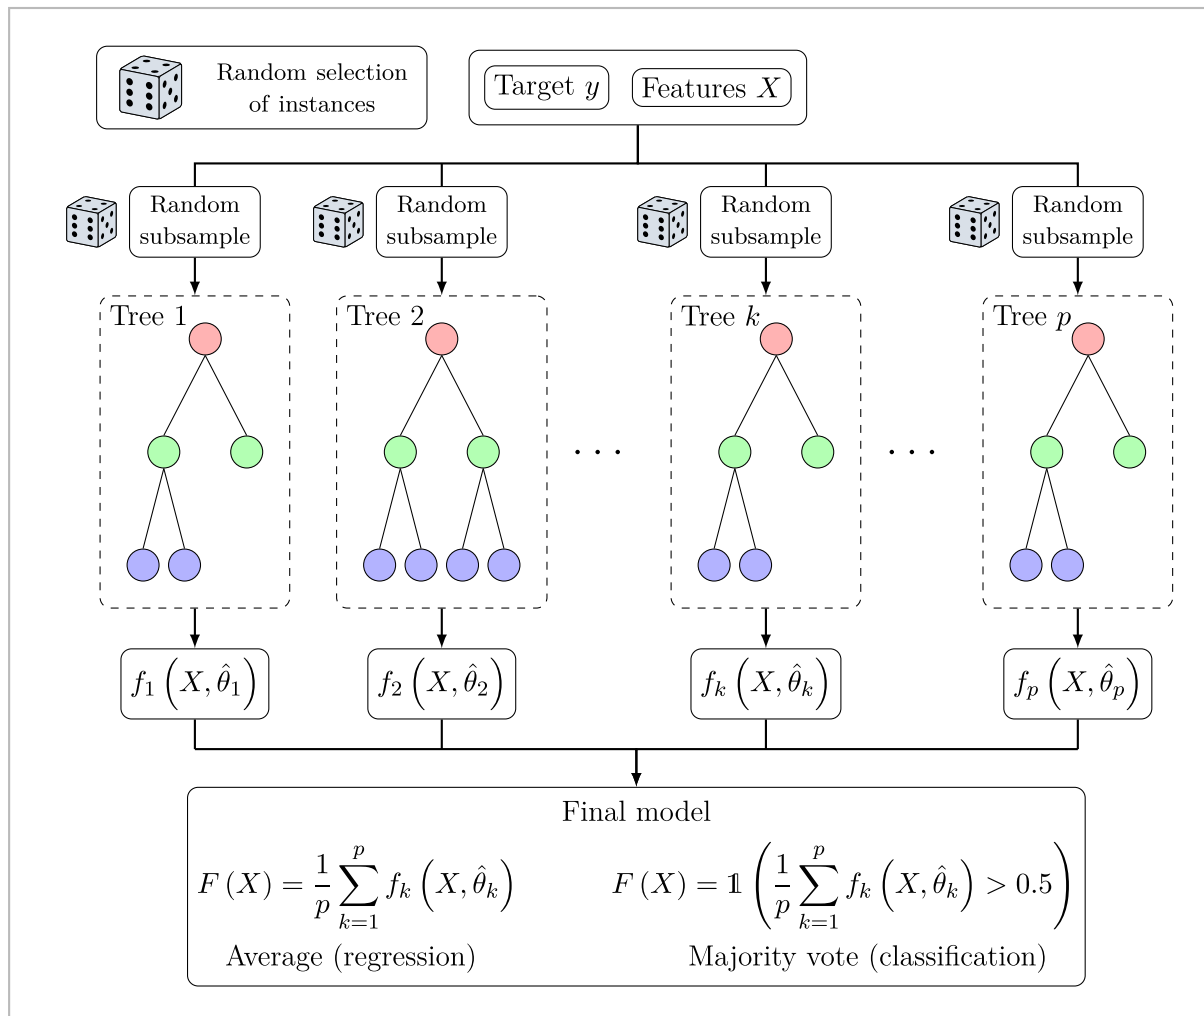 Random selection
of instances
Target y Features X
Random
subsample
Random
subsample
Random
subsample
Random
subsample
Tree 1
Tree 2
Tree k
Tree p
· · ·
· · ·
f₁ (X, θ̂₁)
f₂ (X, θ̂₂)
fₖ (X, θ̂ₖ)
fₚ (X, θ̂ₚ)
Final model
F (X) = 1/p ∑_{k=1}^{p} fₖ (X, θ̂ₖ)
F (X) = 𝟙 (1/p ∑_{k=1}^{p} fₖ (X, θ̂ₖ) > 0.5)
Average (regression)
Majority vote (classification)